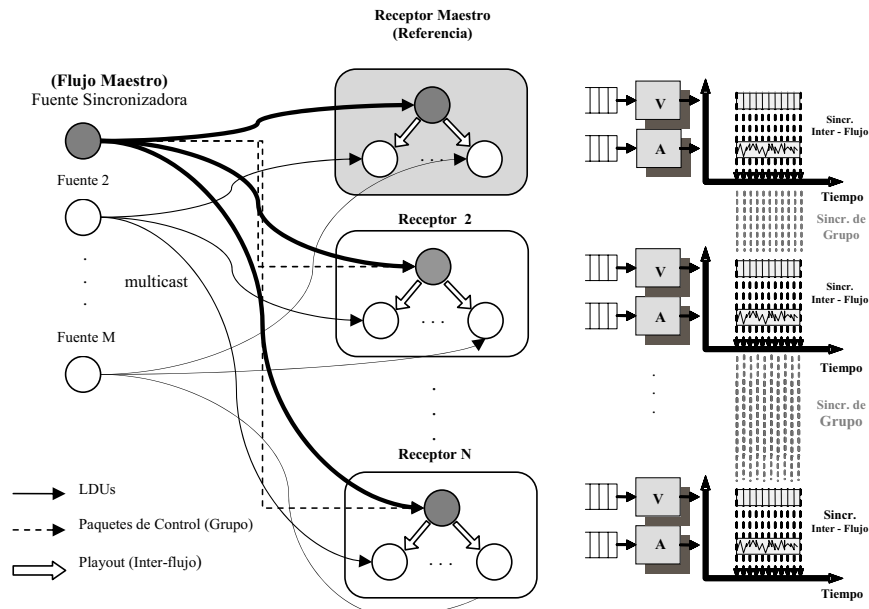 Receptor Maestro
(Referencia)
(Flujo Maestro)
Fuente Sincronizadora
Fuente 2
multicast
Fuente M
. . .
Receptor 2
. . .
Receptor N
. . .
LDUs
Paquetes de Control (Grupo)
Playout (Inter-flujo)
V
A
Sincr.
Inter - Flujo
Tiempo
Sincr. de
Grupo
V
A
Sincr.
Inter - Flujo
Tiempo
Sincr. de
Grupo
V
A
Sincr.
Inter - Flujo
Tiempo